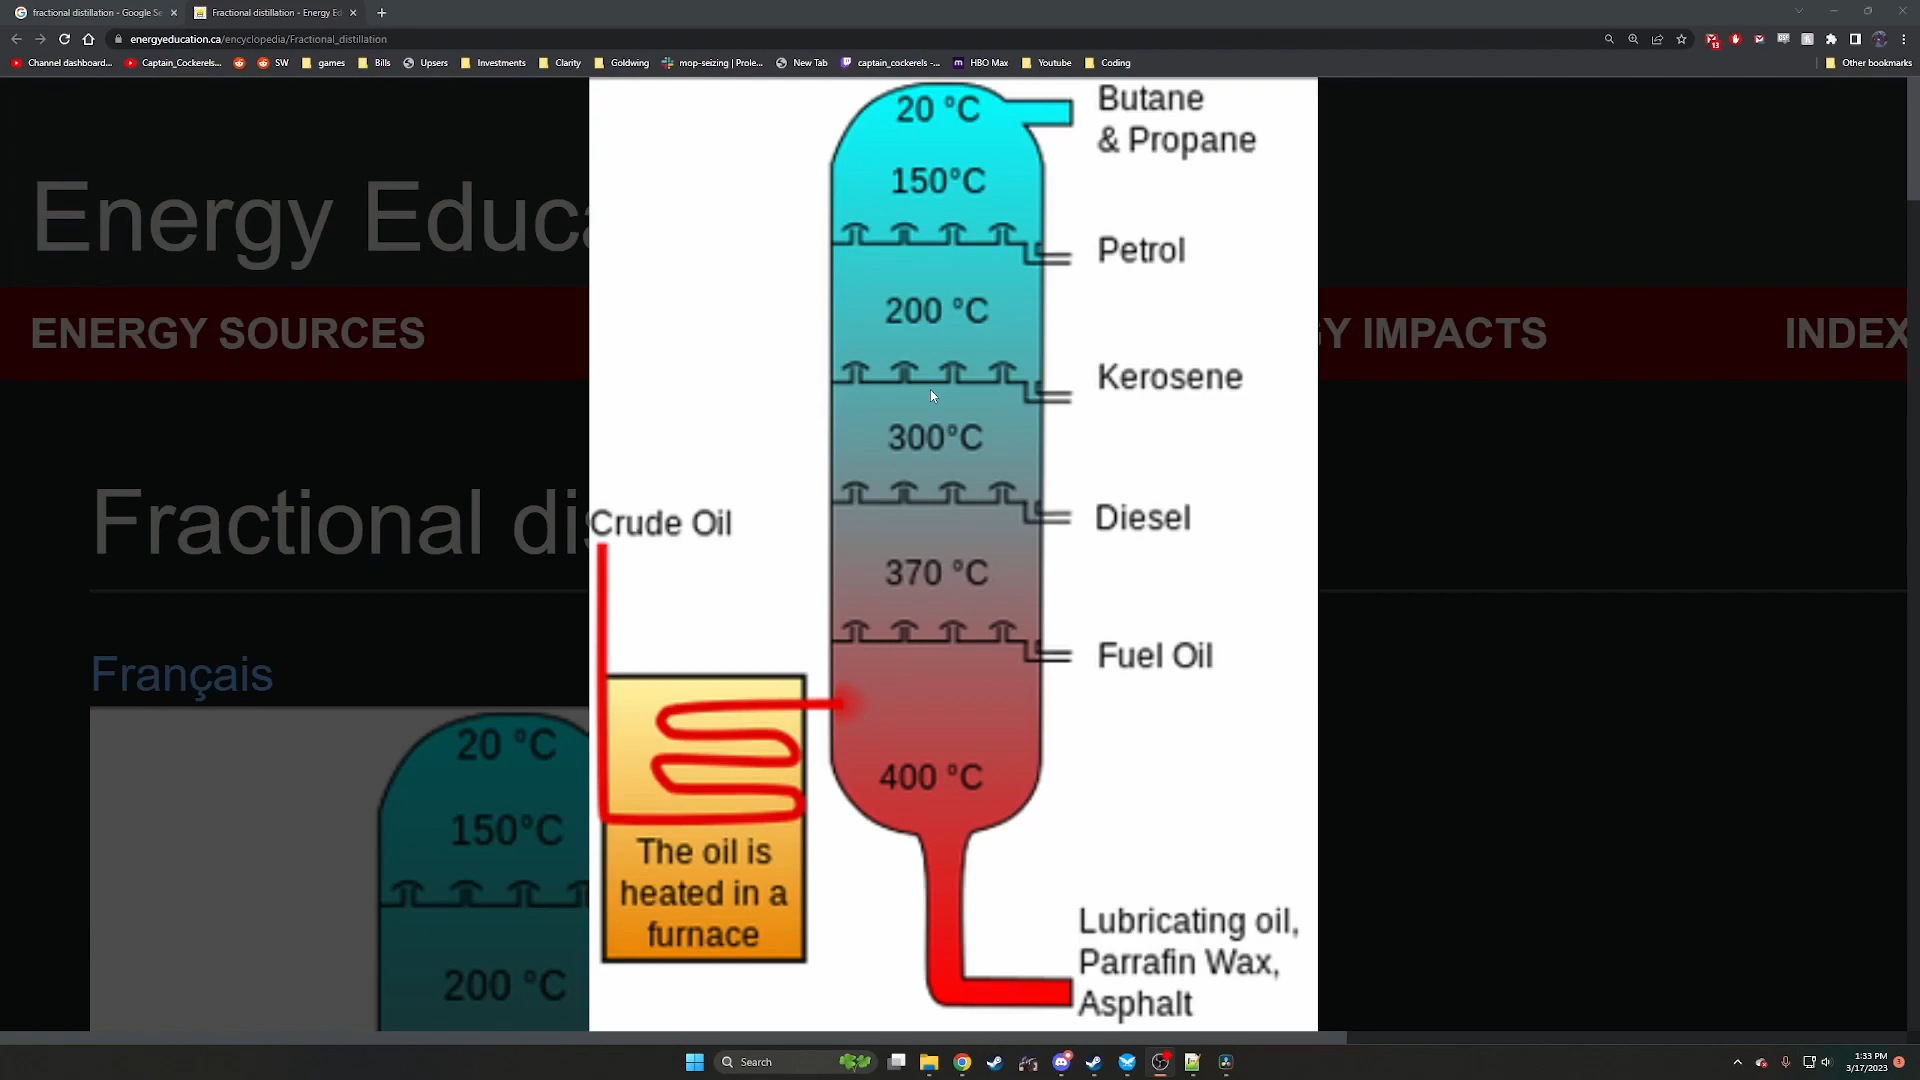 fractional distillation - Google Se
Fractional distillation - Energy Ed
energyeducation.ca/encyclopedia/Fractional_distillation
13
Channel dashboard...
Captain_Cockerels...
SW
games
Bills
Upsers
Investments
Clarity
Goldwing
mop-seizing | Prole...
New Tab
captain_cockerels -...
HBO Max
Youtube
Coding
Other bookmarks
Energy Educa
ENERGY SOURCES
Y IMPACTS
INDEX
Fractional di
Français
20 °C
150°C
200 °C
20 °C
Butane
& Propane
150°C
Petrol
200 °C
Kerosene
300°C
Diesel
370 °C
Fuel Oil
400 °C
Crude Oil
The oil is
heated in a
furnace
Lubricating oil,
Parrafin Wax,
Asphalt
Search
1:33 PM
3/17/2023
3